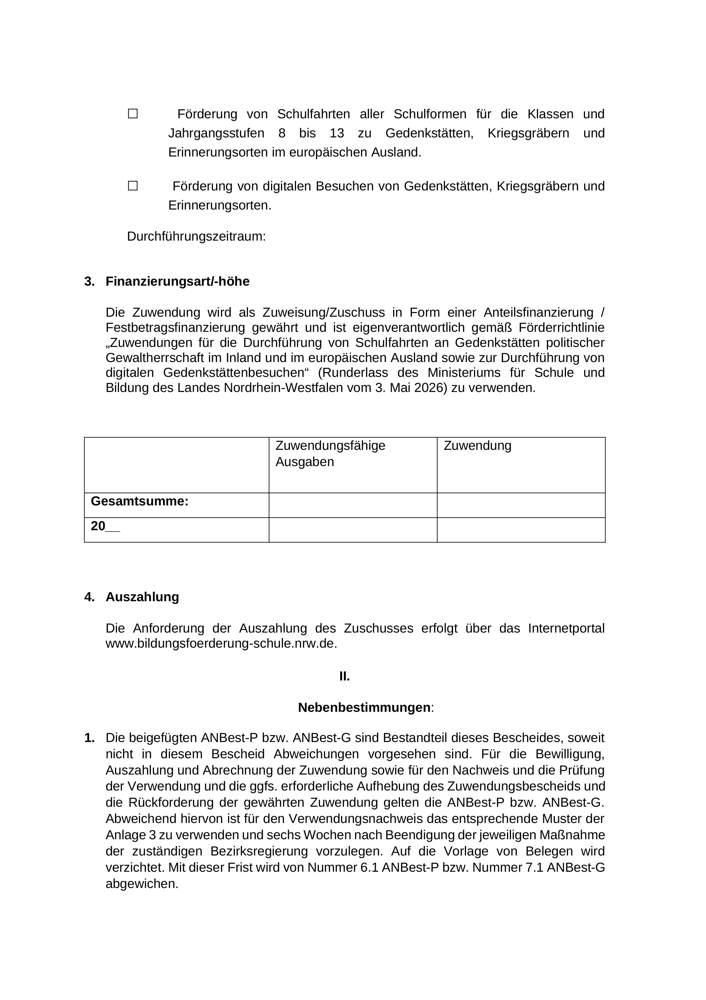 ☐ Förderung von Schulfahrten aller Schulformen für die Klassen und
Jahrgangsstufen 8 bis 13 zu Gedenkstätten, Kriegsgräbern und
Erinnerungsorten im europäischen Ausland.
☐ Förderung von digitalen Besuchen von Gedenkstätten, Kriegsgräbern und
Erinnerungsorten.
Durchführungszeitraum:
3. Finanzierungsart/-höhe
Die Zuwendung wird als Zuweisung/Zuschuss in Form einer Anteilsfinanzierung /
Festbetragsfinanzierung gewährt und ist eigenverantwortlich gemäß Förderrichtlinie
„Zuwendungen für die Durchführung von Schulfahrten an Gedenkstätten politischer
Gewaltherrschaft im Inland und im europäischen Ausland sowie zur Durchführung von
digitalen Gedenkstättenbesuchen“ (Runderlass des Ministeriums für Schule und
Bildung des Landes Nordrhein-Westfalen vom 3. Mai 2026) zu verwenden.
Zuwendungsfähige
Ausgaben
Zuwendung
Gesamtsumme:
20__
4. Auszahlung
Die Anforderung der Auszahlung des Zuschusses erfolgt über das Internetportal
www.bildungsfoerderung-schule.nrw.de.
II.
Nebenbestimmungen:
1. Die beigefügten ANBest-P bzw. ANBest-G sind Bestandteil dieses Bescheides, soweit
nicht in diesem Bescheid Abweichungen vorgesehen sind. Für die Bewilligung,
Auszahlung und Abrechnung der Zuwendung sowie für den Nachweis und die Prüfung
der Verwendung und die ggfs. erforderliche Aufhebung des Zuwendungsbescheids und
die Rückforderung der gewährten Zuwendung gelten die ANBest-P bzw. ANBest-G.
Abweichend hiervon ist für den Verwendungsnachweis das entsprechende Muster der
Anlage 3 zu verwenden und sechs Wochen nach Beendigung der jeweiligen Maßnahme
der zuständigen Bezirksregierung vorzulegen. Auf die Vorlage von Belegen wird
verzichtet. Mit dieser Frist wird von Nummer 6.1 ANBest-P bzw. Nummer 7.1 ANBest-G
abgewichen.